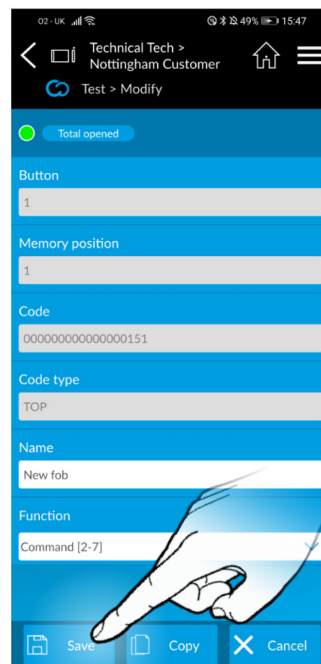 O2 - UK 49% 15:47
Technical Tech >
Nottingham Customer
Test > Modify
Total opened
Button
1
Memory position
1
Code
000000000000000151
Code type
TOP
Name
New fob
Function
Command [2-7]
Save Copy Cancel